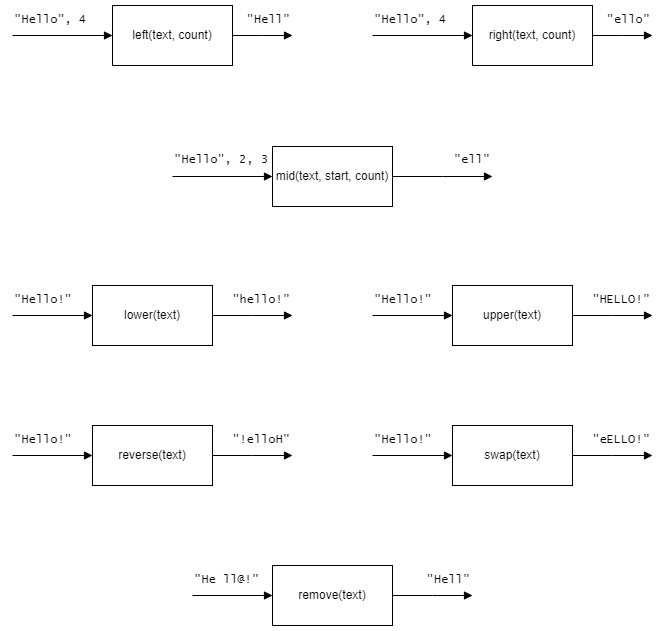 "Hello", 4
left(text, count)
"Hell"
"Hello", 4
right(text, count)
"ello"
"Hello", 2, 3
mid(text, start, count)
"ell"
"Hello!"
lower(text)
"hello!"
"Hello!"
upper(text)
"HELLO!"
"Hello!"
reverse(text)
"!elloH"
"Hello!"
swap(text)
"eELLO!"
"He ll@!"
remove(text)
"Hell"